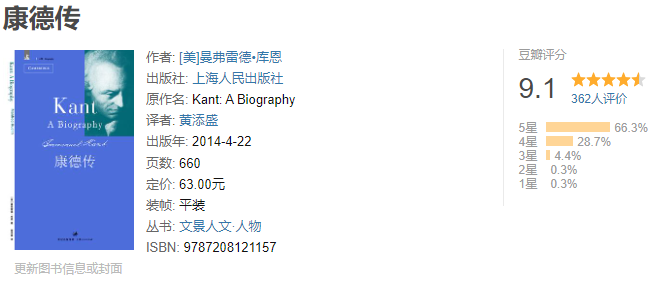 康德传
Kant
A Biography
康德传
作者: [美]曼弗雷德•库恩
出版社: 上海人民出版社
原作名: Kant: A Biography
译者: 黄添盛
出版年: 2014-4-22
页数: 660
定价: 63.00元
装帧: 平装
丛书: 文景人文·人物
ISBN: 9787208121157
更新图书信息或封面
豆瓣评分
9.1
362人评价
5星 66.3%
4星 28.7%
3星 4.4%
2星 0.3%
1星 0.3%